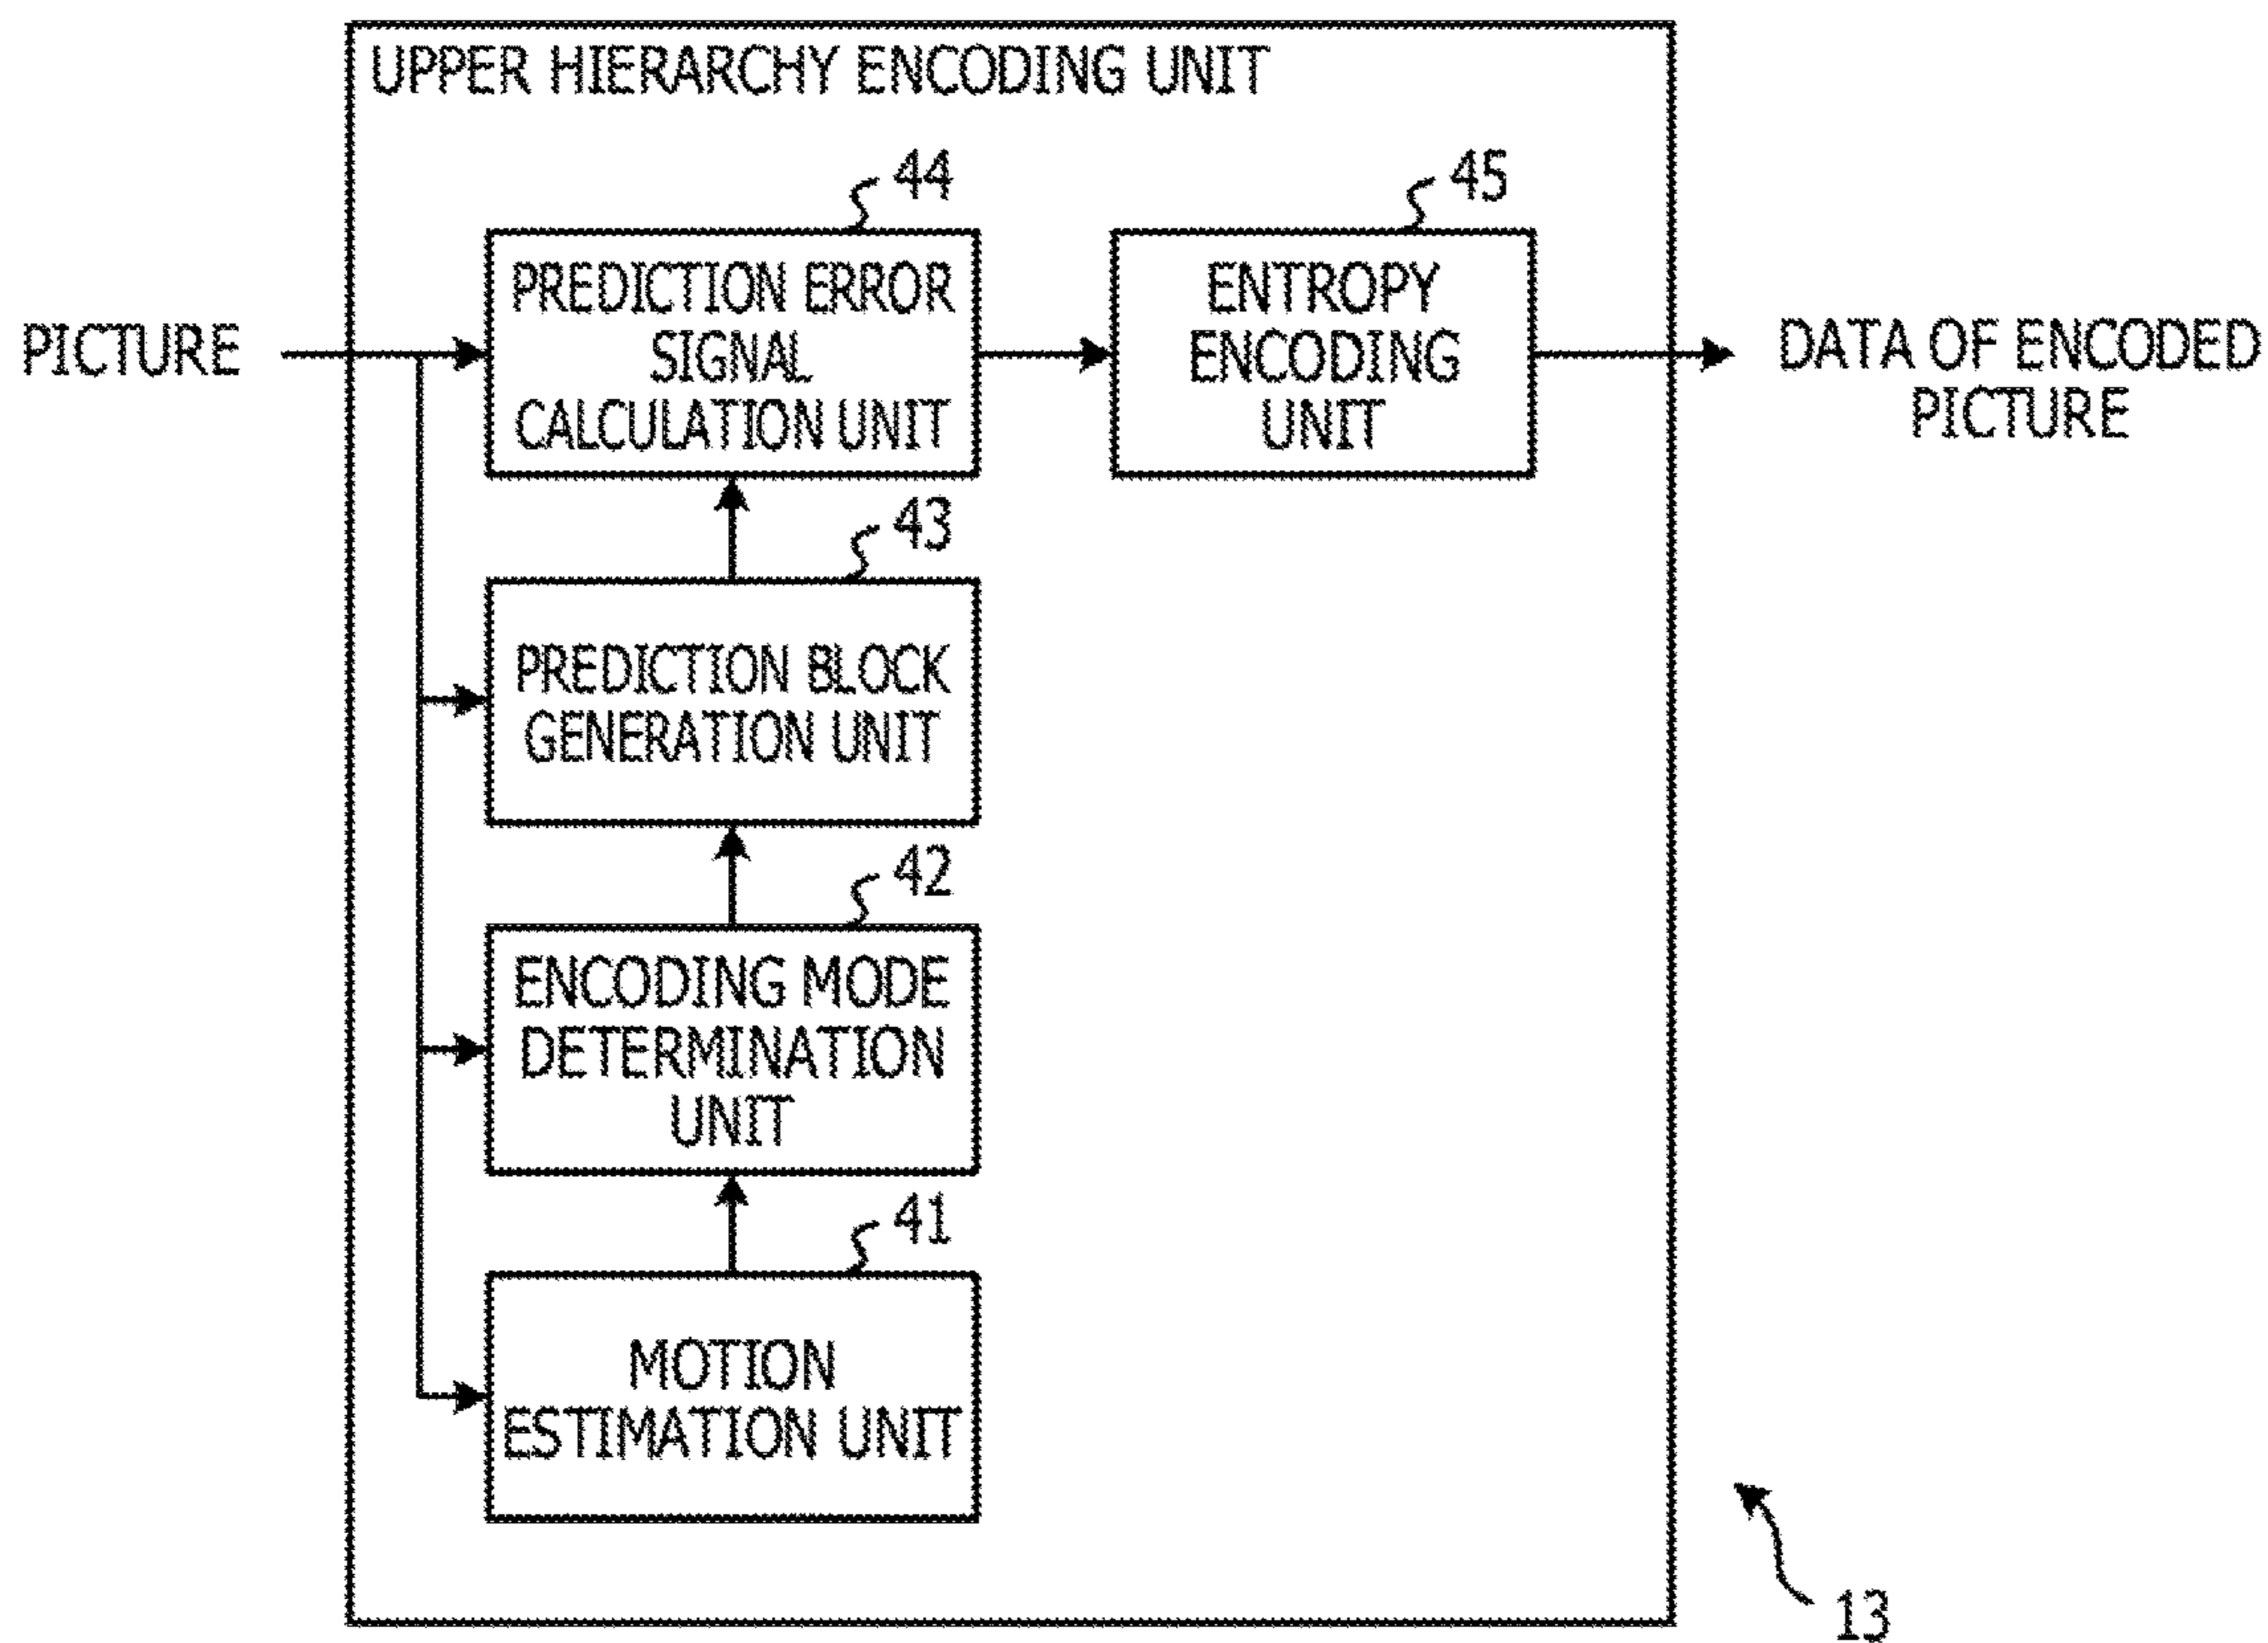 UPPER HIERARCHY ENCODING UNIT
44
45
PICTURE
PREDICTION ERROR
SIGNAL
CALCULATION UNIT
ENTROPY
ENCODING
UNIT
DATA OF ENCODED
PICTURE
43
PREDICTION BLOCK
GENERATION UNIT
42
ENCODING MODE
DETERMINATION
UNIT
41
MOTION
ESTIMATION UNIT
13